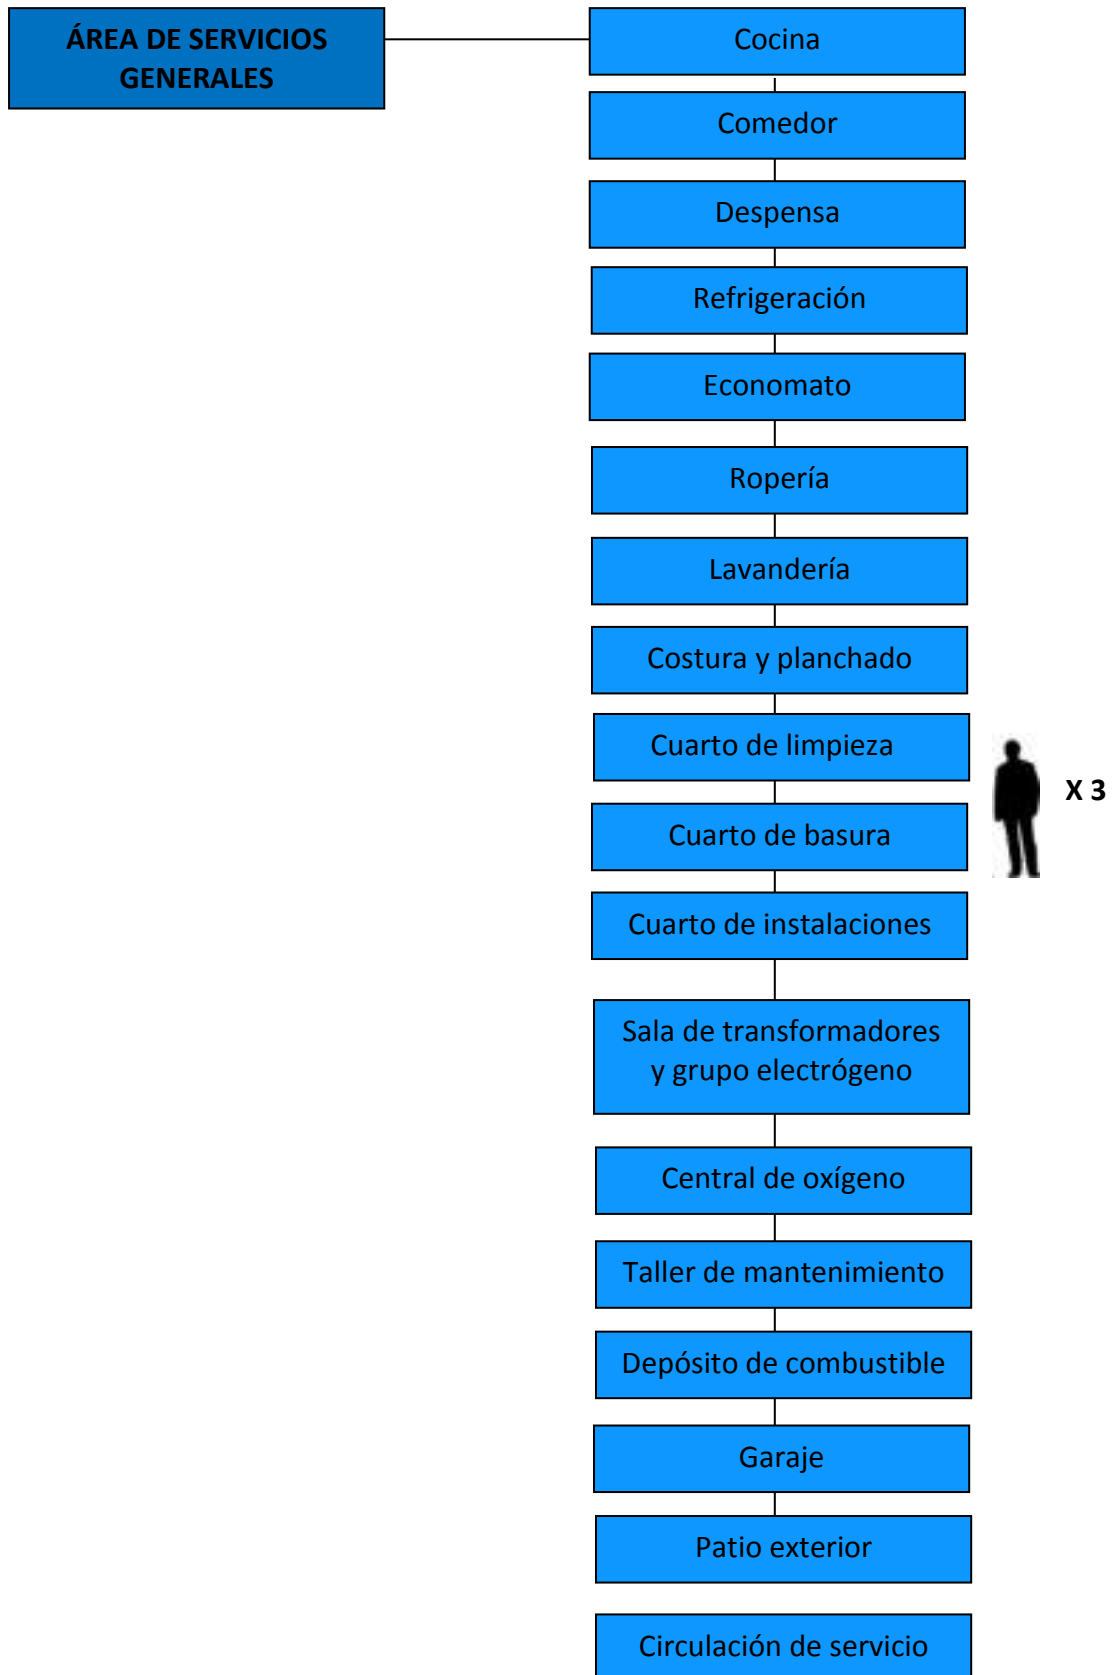 ÁREA DE SERVICIOS
GENERALES
Cocina
Comedor
Despensa
Refrigeración
Economato
Ropería
Lavandería
Costura y planchado
Cuarto de limpieza
X 3
Cuarto de basura
Cuarto de instalaciones
Sala de transformadores
y grupo electrógeno
Central de oxígeno
Taller de mantenimiento
Depósito de combustible
Garaje
Patio exterior
Circulación de servicio